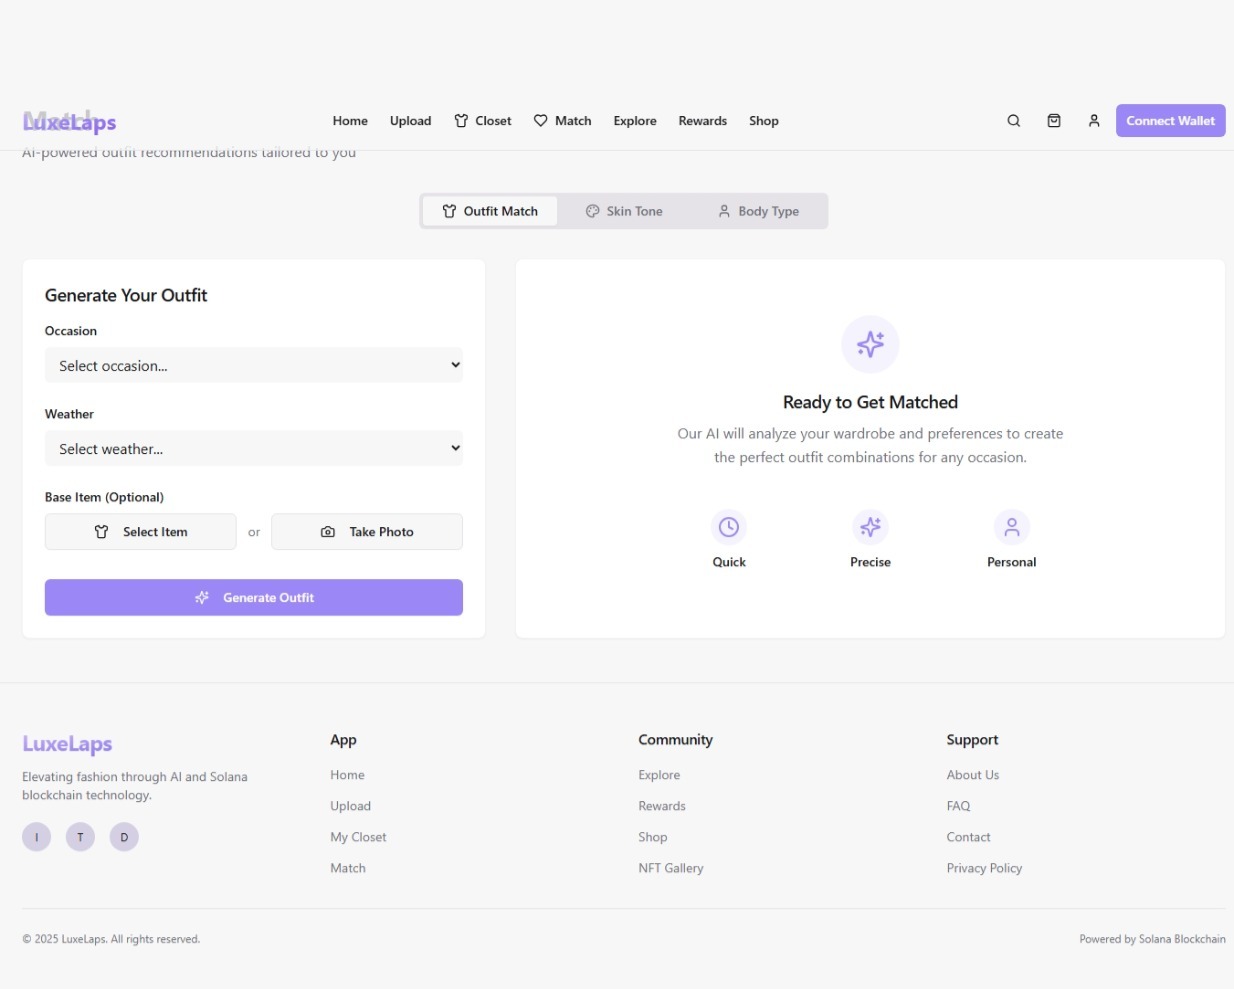 Match
LuxeLaps
Home
Upload
Closet
Match
Explore
Rewards
Shop
Connect Wallet
AI-powered outfit recommendations tailored to you
Outfit Match
Skin Tone
Body Type
Generate Your Outfit
Occasion
Select occasion...
Weather
Select weather...
Base Item (Optional)
Select Item
or
Take Photo
Generate Outfit
Ready to Get Matched
Our AI will analyze your wardrobe and preferences to create
the perfect outfit combinations for any occasion.
Quick
Precise
Personal
LuxeLaps
Elevating fashion through AI and Solana
blockchain technology.
I
T
D
App
Home
Upload
My Closet
Match
Community
Explore
Rewards
Shop
NFT Gallery
Support
About Us
FAQ
Contact
Privacy Policy
© 2025 LuxeLaps. All rights reserved.
Powered by Solana Blockchain